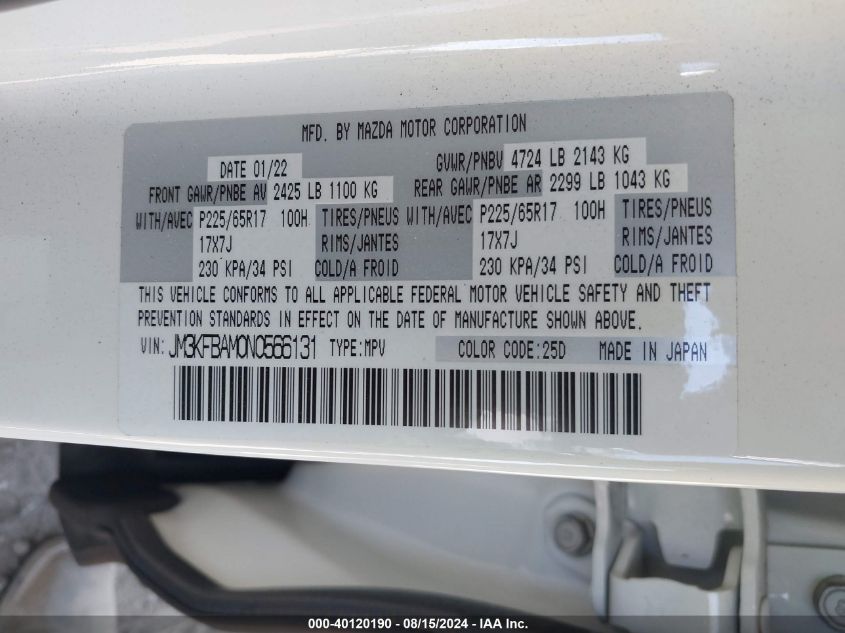 MFD. BY MAZDA MOTOR CORPORATION
DATE 01/22 GVWR/PNBV 4724 LB 2143 KG
FRONT GAWR/PNBE AV 2425 LB 1100 KG REAR GAWR/PNBE AR 2299 LB 1043 KG
WITH/AVEC P225/65R17 100H TIRES/PNEUS WITH/AVEC P225/65R17 100H TIRES/PNEUS
17X7J RIMS/JANTES 17X7J RIMS/JANTES
230 KPA/34 PSI COLD/A FROID 230 KPA/34 PSI COLD/A FROID
THIS VEHICLE CONFORMS TO ALL APPLICABLE FEDERAL MOTOR VEHICLE SAFETY AND THEFT
PREVENTION STANDARDS IN EFFECT ON THE DATE OF MANUFACTURE SHOWN ABOVE.
VIN: JM3KFBAM0N0566131 TYPE:MPV COLOR CODE:25D MADE IN JAPAN
000-40120190 - 08/15/2024 - IAA Inc.